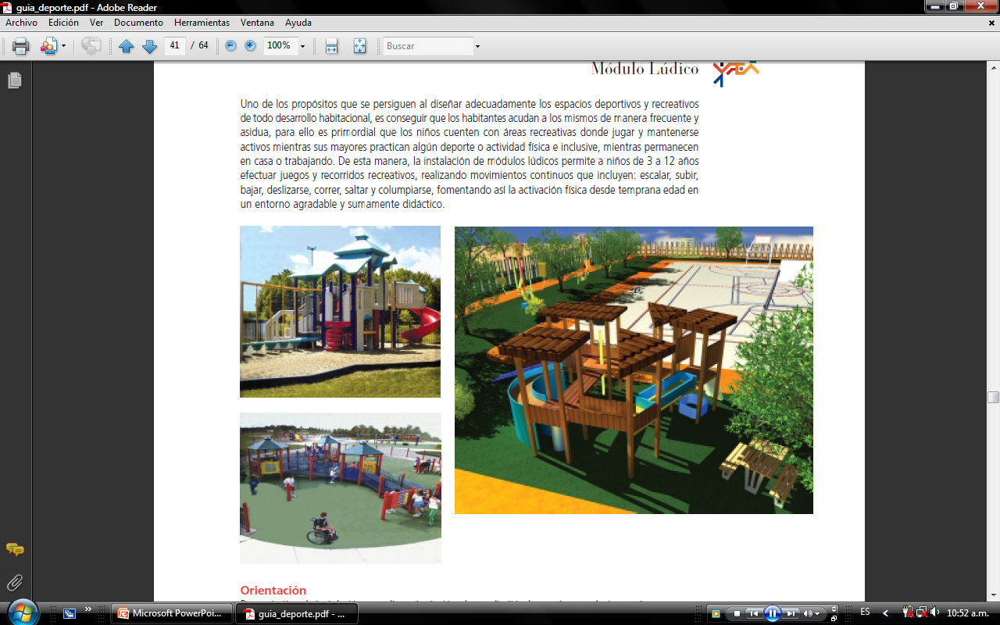 guia_deporte.pdf - Adobe Reader
Archivo Edición Ver Documento Herramientas Ventana Ayuda
41 / 64 100% Buscar
Módulo Lúdico
Uno de los propósitos que se persiguen al diseñar adecuadamente los espacios deportivos y recreativos
de todo desarrollo habitacional, es conseguir que los habitantes acudan a los mismos de manera frecuente y
asidua, para ello es primordial que los niños cuenten con áreas recreativas donde jugar y mantenerse
activos mientras sus mayores practican algún deporte o actividad física e inclusive, mientras permanecen
en casa o trabajando. De esta manera, la instalación de módulos lúdicos permite a niños de 3 a 12 años
efectuar juegos y recorridos recreativos, realizando movimientos continuos que incluyen: escalar, subir,
bajar, deslizarse, correr, saltar y columpiarse, fomentando así la activación física desde temprana edad en
un entorno agradable y sumamente didáctico.
Orientación
Microsoft PowerPoi... guia_deporte.pdf - ... ES 10:52 a.m.